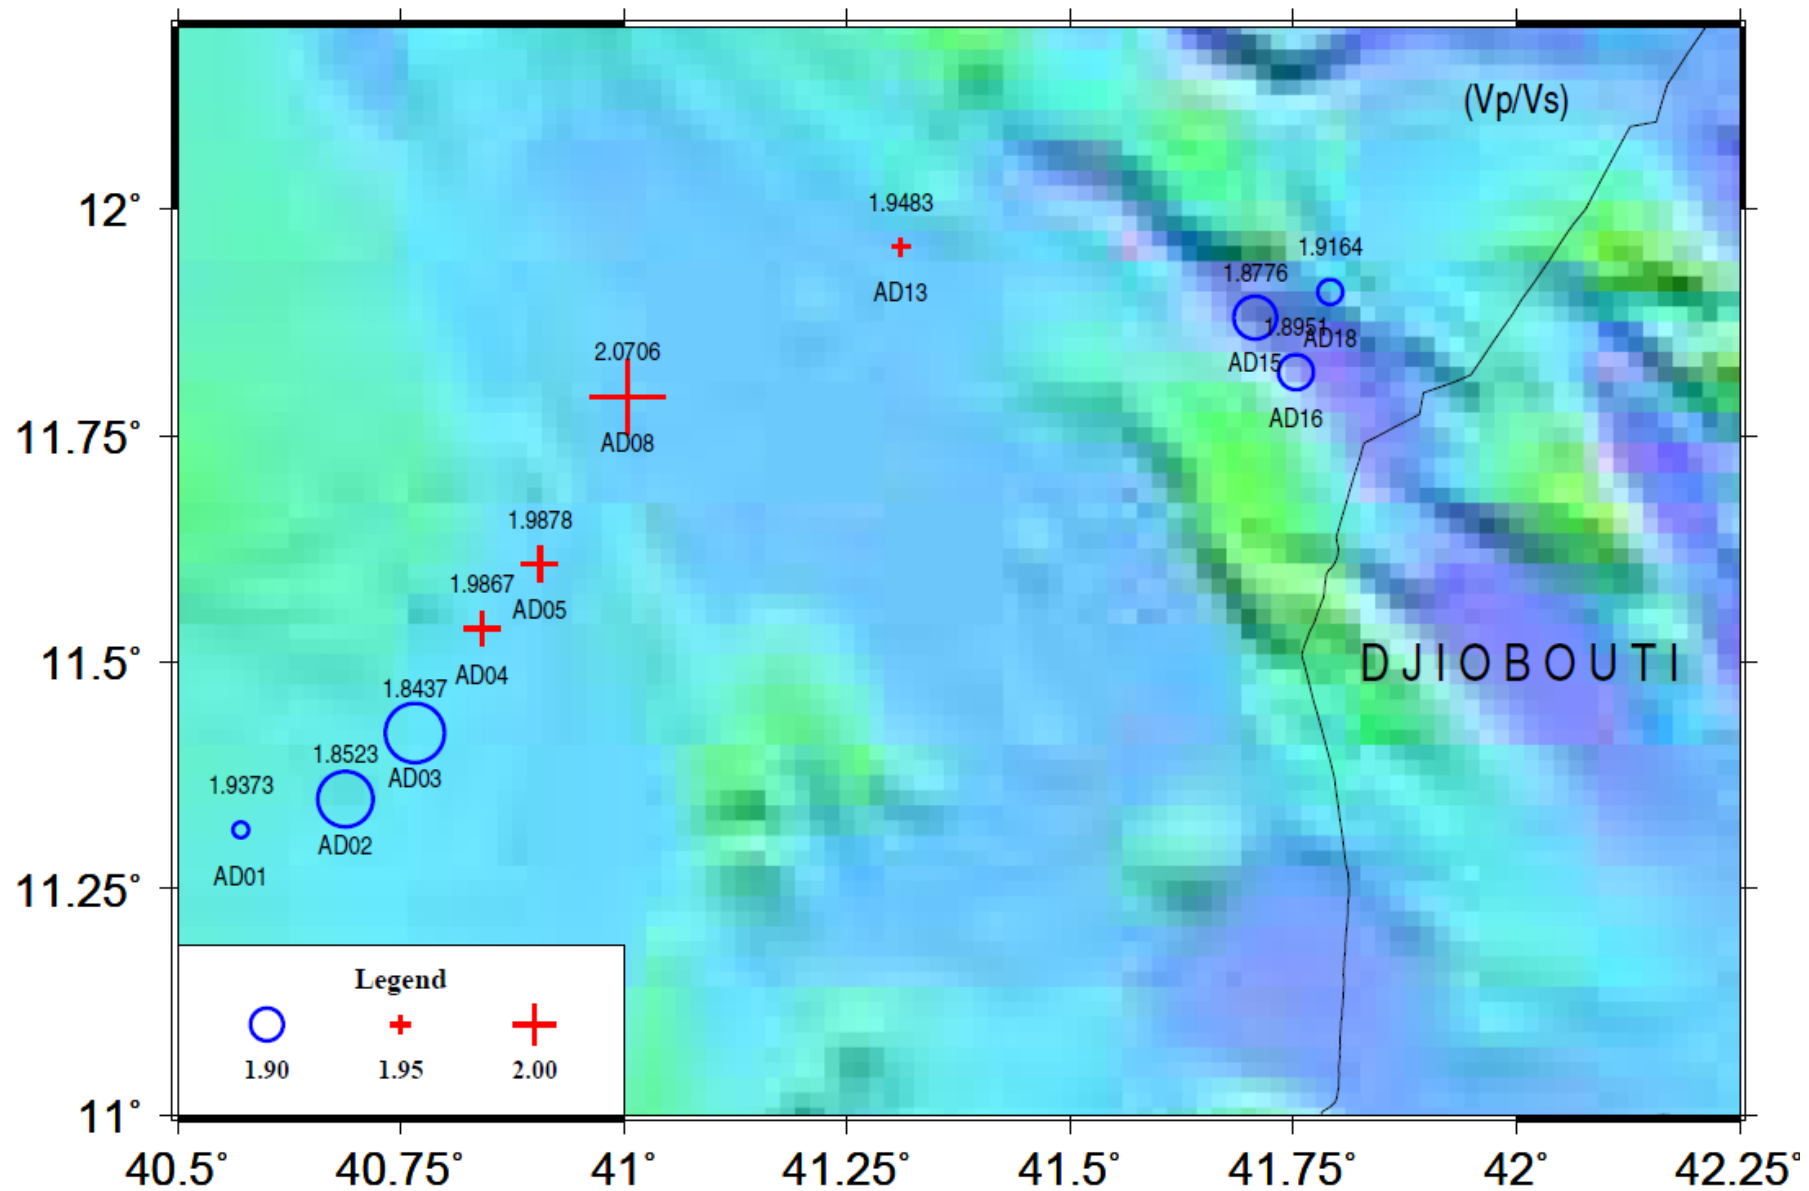 (Vp/Vs)
12°
1.9483
AD13
1.9164
1.8776
1.8951
AD18
AD15
AD16
2.0706
AD08
11.75°
1.9878
AD05
1.9867
AD04
11.5°
DJIOBOUTI
1.8437
AD03
1.8523
AD02
1.9373
AD01
11.25°
Legend
1.90 1.95 2.00
11°
40.5° 40.75° 41° 41.25° 41.5° 41.75° 42° 42.25°